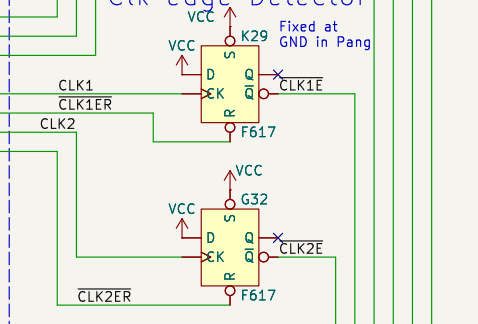 Clk edge Detector
VCC
K29
Fixed at
GND in Pang
VCC
S
D
Q
CLK1
CK
Q
CLK1E
CLK1ER
R
CLK2
F617
VCC
G32
VCC
S
D
Q
CK
Q
CLK2E
R
CLK2ER
F617